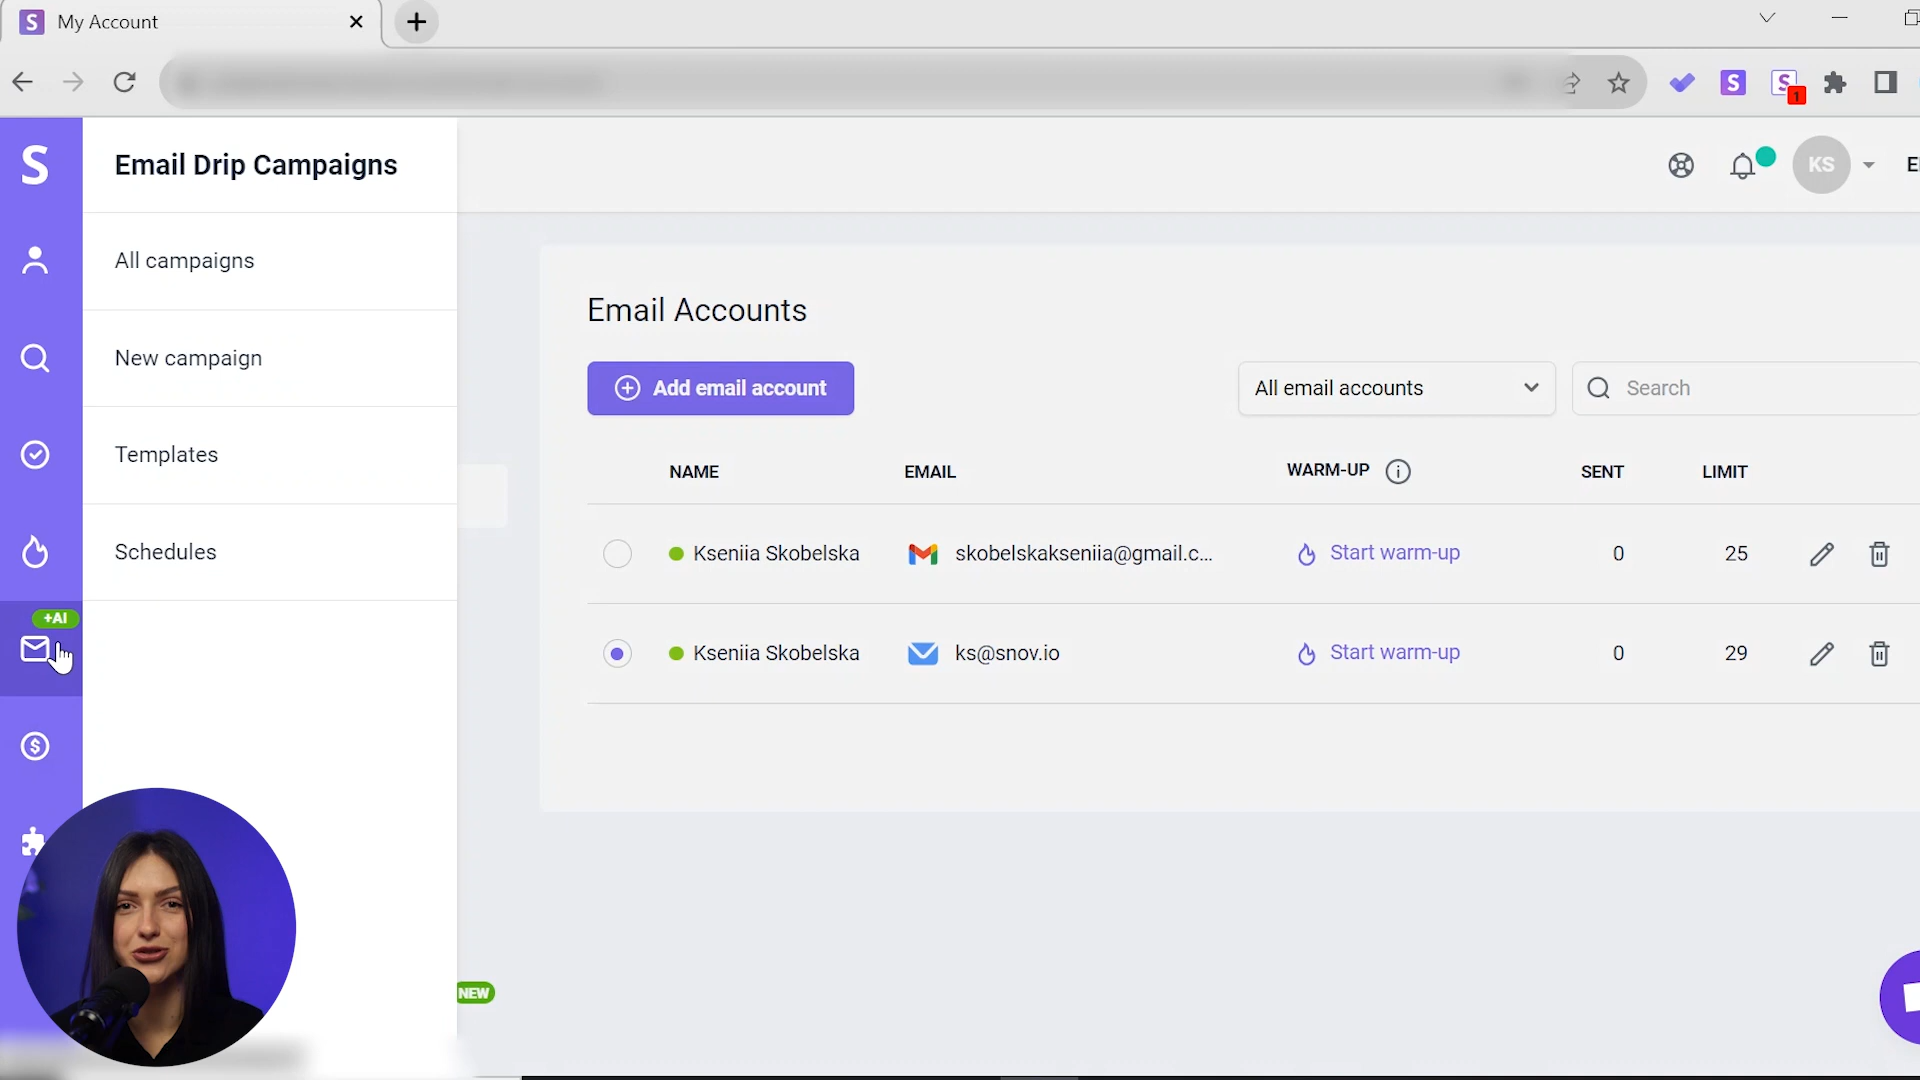 S My Account
S S 1
S Email Drip Campaigns
KS
All campaigns
New campaign
Templates
Schedules
+AI
NEW
Email Accounts
Add email account
All email accounts
Search
NAME EMAIL WARM-UP SENT LIMIT
Kseniia Skobelska skobelskakseniia@gmail.c... Start warm-up 0 25
Kseniia Skobelska ks@snov.io Start warm-up 0 29